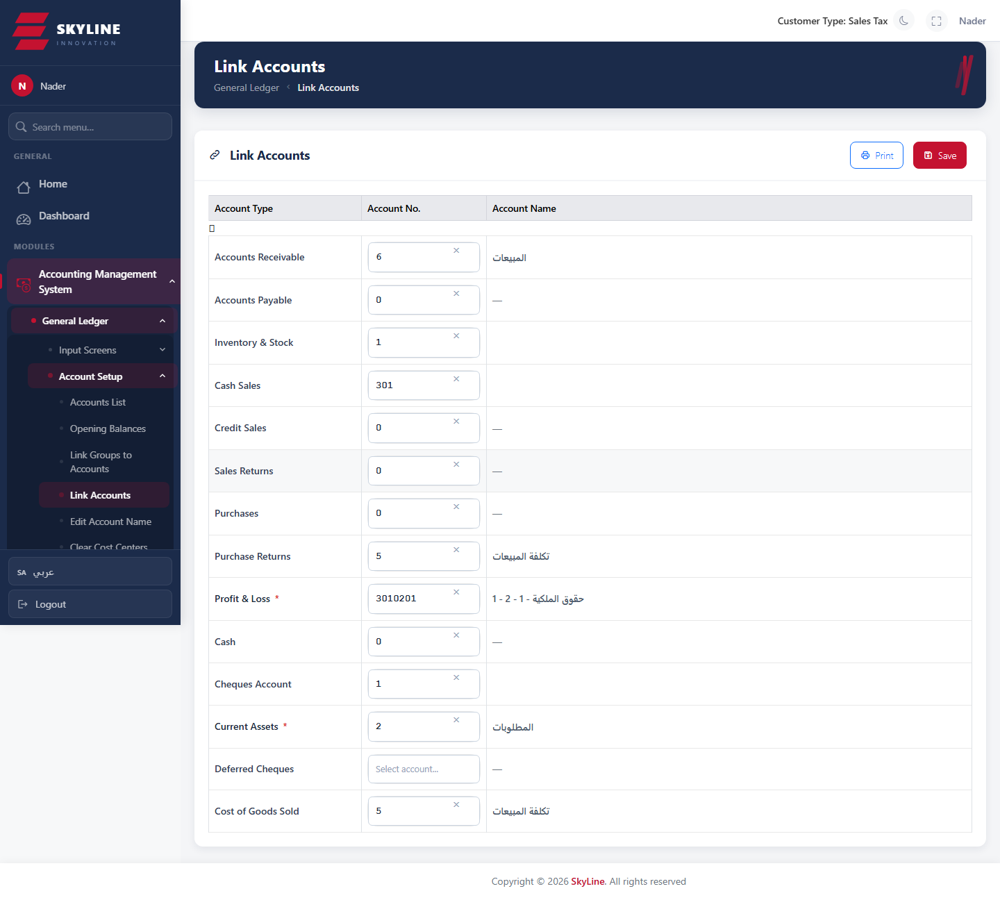 SKYLINE
INNOVATION
N
Nader
Search menu...
GENERAL
Home
Dashboard
MODULES
Accounting Management
System
General Ledger
Input Screens
Account Setup
Accounts List
Opening Balances
Link Groups to
Accounts
Link Accounts
Edit Account Name
Clear Cost Centers
SA عربي
Logout
Customer Type: Sales Tax
Nader
Link Accounts
General Ledger
Link Accounts
Link Accounts
Print
Save
Account Type Account No. Account Name
Accounts Receivable 6 المبيعات
Accounts Payable 0 —
Inventory & Stock 1
Cash Sales 301
Credit Sales 0 —
Sales Returns 0 —
Purchases 0 —
Purchase Returns 5 تكلفة المبيعات
Profit & Loss * 3010201 حقوق الملكية - 1 - 2 - 1
Cash 0 —
Cheques Account 1
Current Assets * 2 المطلوبات
Deferred Cheques Select account... —
Cost of Goods Sold 5 تكلفة المبيعات
Copyright © 2026 SkyLine. All rights reserved